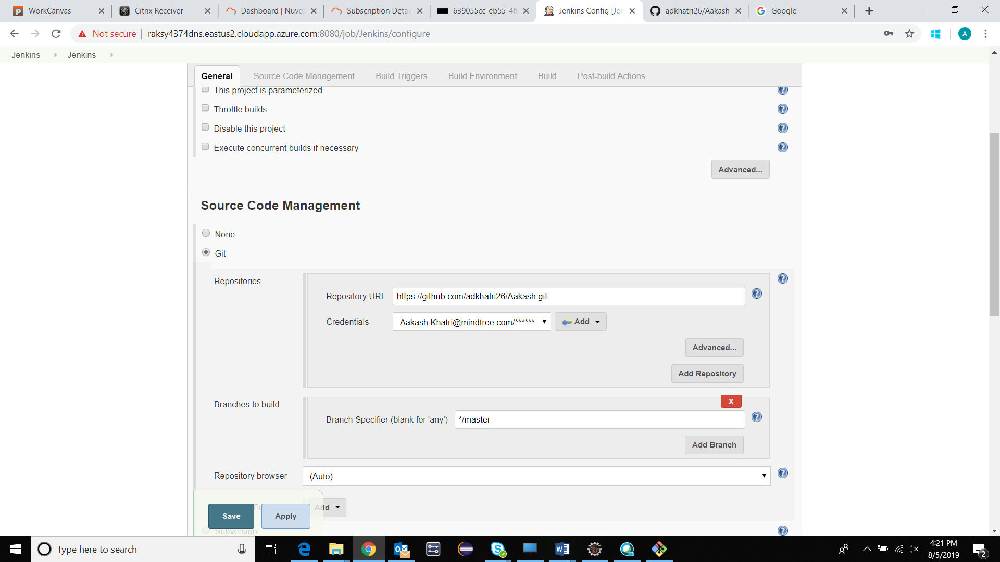 WorkCanvas
Citrix Receiver
Dashboard | Nuve
Subscription Detail
639055cc-eb55-4f
Jenkins Config [Je
adkhatri26/Aakash
Google
Not secure | raksy4374dns.eastus2.cloudapp.azure.com:8080/job/Jenkins/configure
A
Jenkins Jenkins
General Source Code Management Build Triggers Build Environment Build Post-build Actions
This project is parameterized
Throttle builds
Disable this project
Execute concurrent builds if necessary
Advanced...
Source Code Management
None
Git
Repositories
Repository URL https://github.com/adkhatri26/Aakash.git
Credentials Aakash.Khatri@mindtree.com/****** Add
Advanced...
Add Repository
Branches to build
X
Branch Specifier (blank for 'any') */master
Add Branch
Repository browser (Auto)
Add
Save Apply
Subversion
Type here to search
4:21 PM
8/5/2019
2